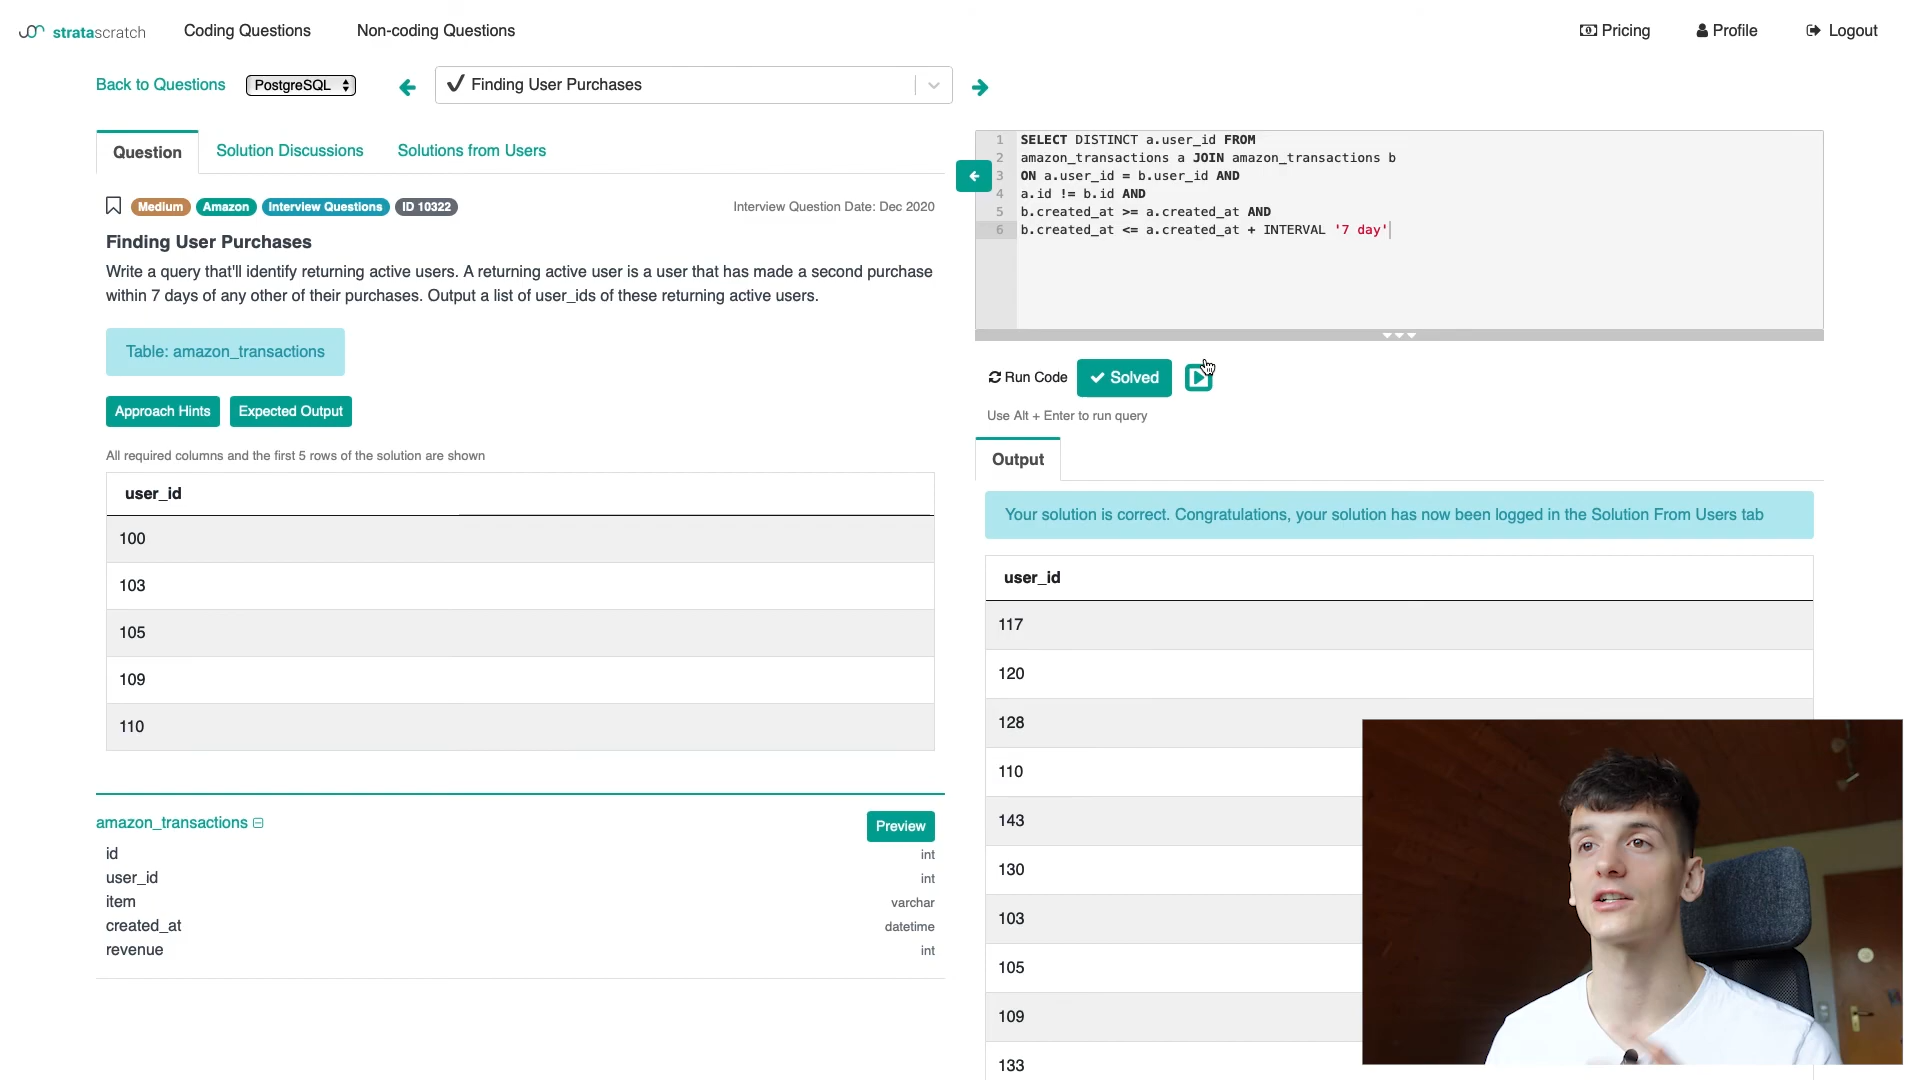 stratascratch
Coding Questions
Non-coding Questions
Pricing
Profile
Logout
Back to Questions
PostgreSQL
Finding User Purchases
Question
Solution Discussions
Solutions from Users
Medium
Amazon
Interview Questions
ID 10322
Interview Question Date: Dec 2020
Finding User Purchases
Write a query that'll identify returning active users. A returning active user is a user that has made a second purchase
within 7 days of any other of their purchases. Output a list of user_ids of these returning active users.
Table: amazon_transactions
Approach Hints
Expected Output
All required columns and the first 5 rows of the solution are shown
user_id
100
103
105
109
110
amazon_transactions
Preview
id int
user_id int
item varchar
created_at datetime
revenue int
1 SELECT DISTINCT a.user_id FROM
2 amazon_transactions a JOIN amazon_transactions b
3 ON a.user_id = b.user_id AND
4 a.id != b.id AND
5 b.created_at >= a.created_at AND
6 b.created_at <= a.created_at + INTERVAL '7 day'
Run Code
Solved
Use Alt + Enter to run query
Output
Your solution is correct. Congratulations, your solution has now been logged in the Solution From Users tab
user_id
117
120
128
110
143
130
103
105
109
133